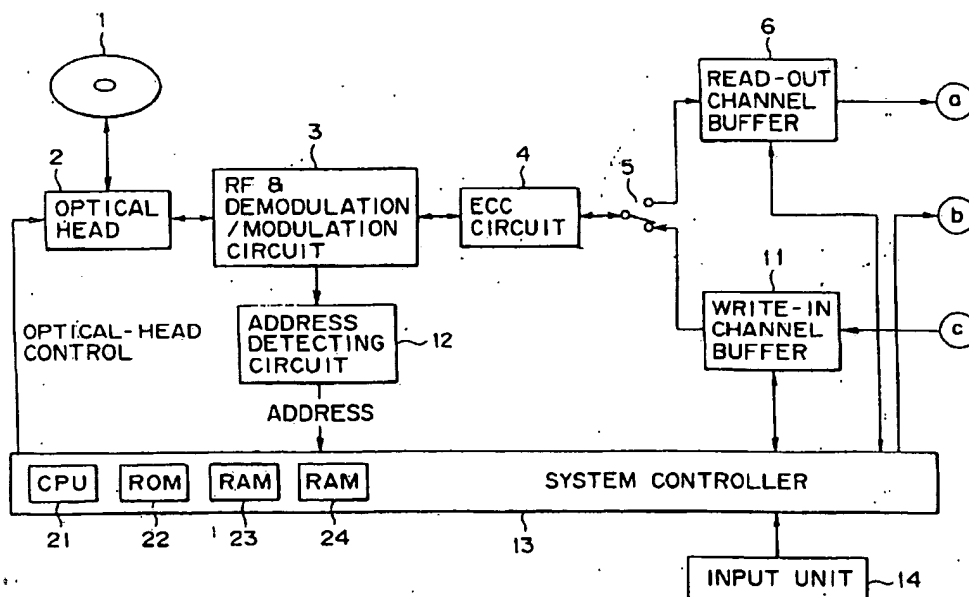 1
6
READ-OUT
CHANNEL
BUFFER
a
2
OPTICAL
HEAD
3
RF &
DEMODULATION
/MODULATION
CIRCUIT
4
ECC
CIRCUIT
5
b
11
WRITE-IN
CHANNEL
BUFFER
c
OPTICAL-HEAD
CONTROL
ADDRESS
DETECTING
CIRCUIT
12
ADDRESS
CPU
ROM
RAM
RAM
SYSTEM CONTROLLER
21
22
23
24
13
INPUT UNIT
14